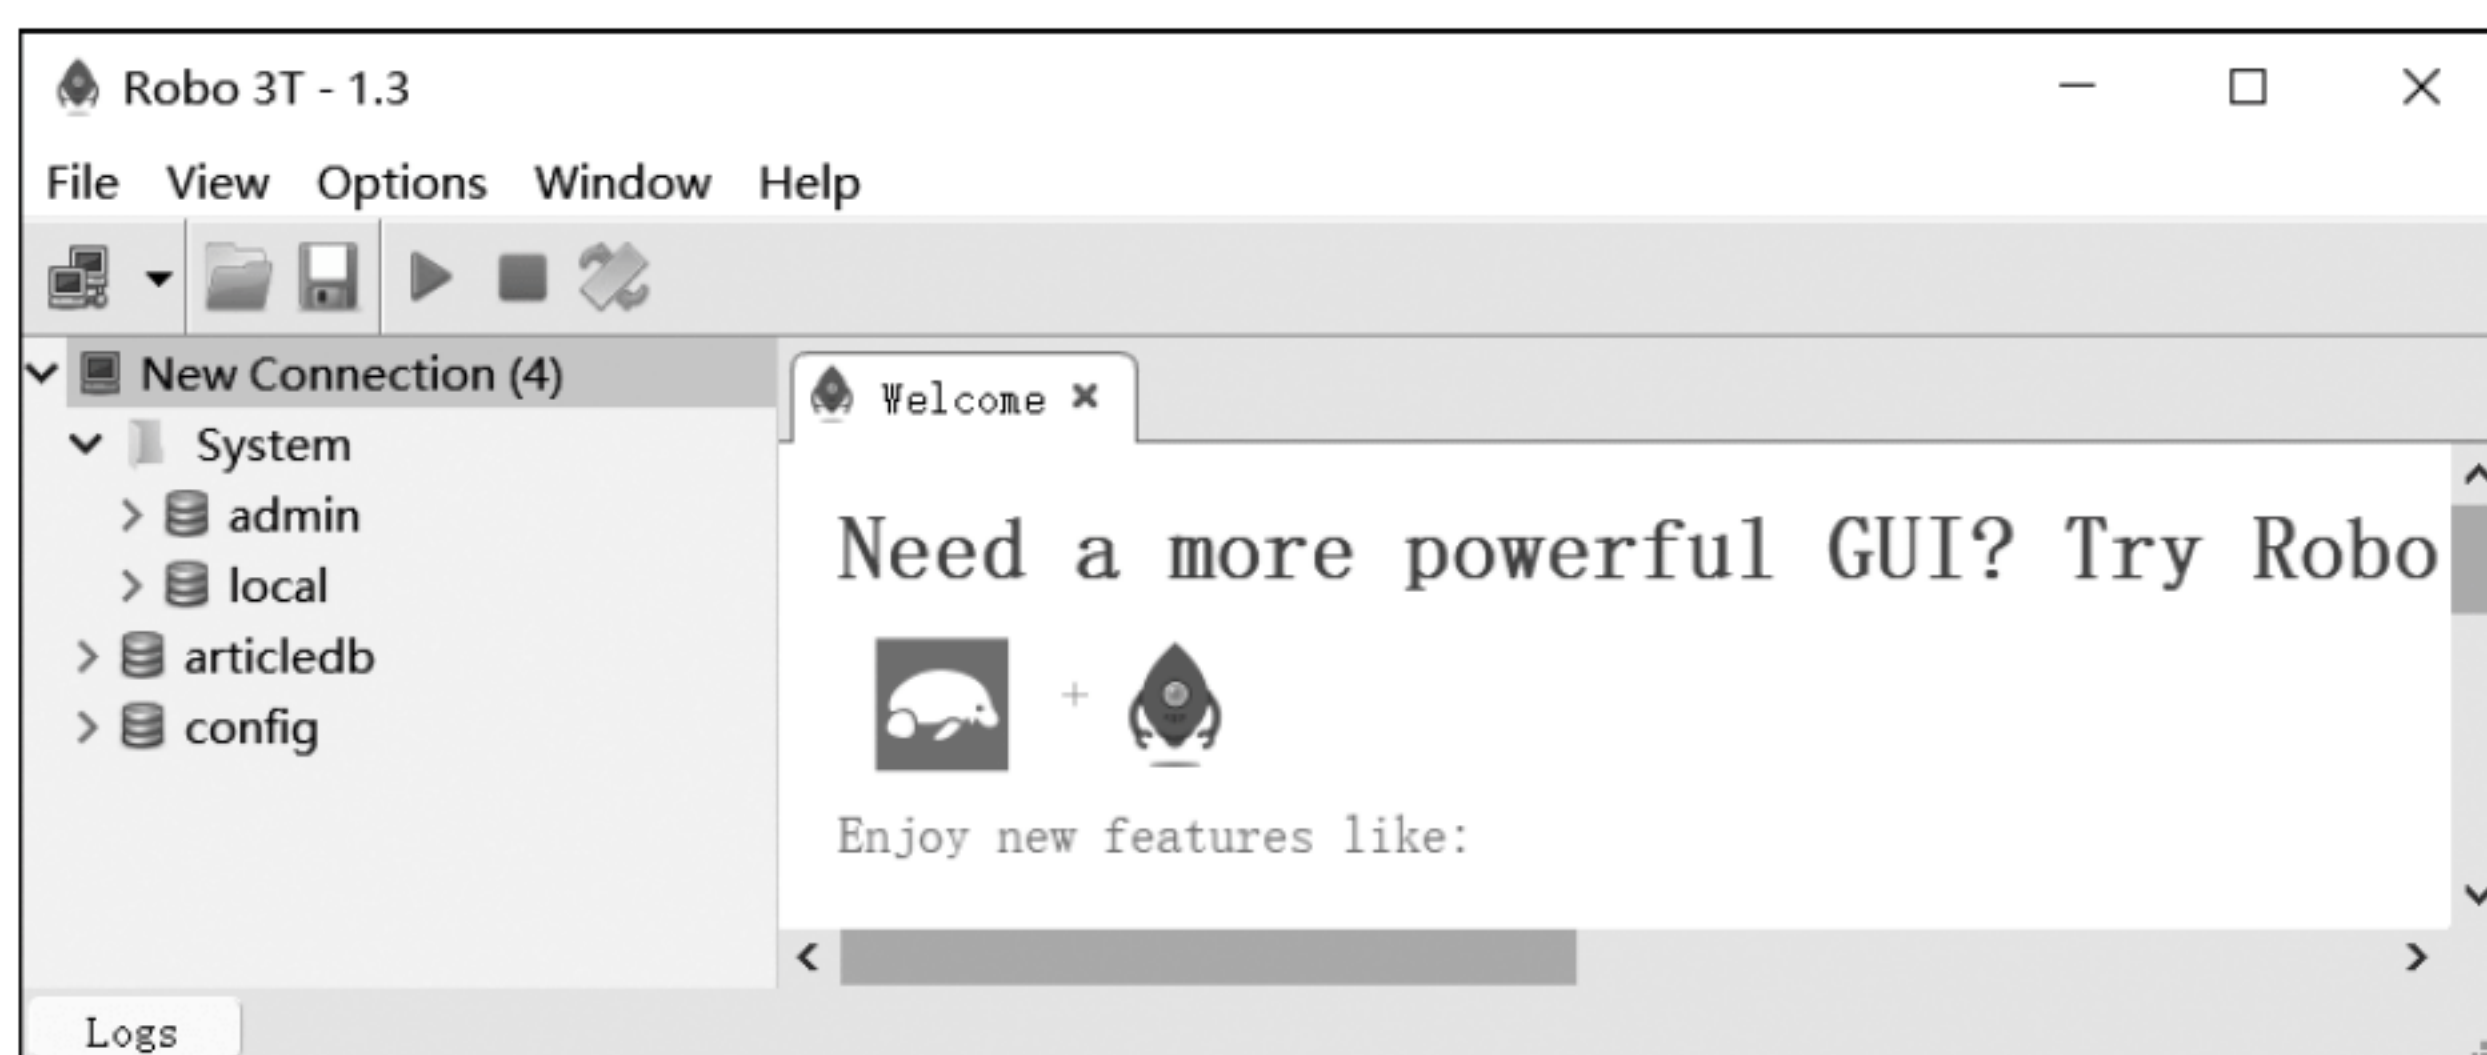 Robo 3T - 1.3
File View Options Window Help
New Connection (4)
System
admin
local
articledb
config
Welcome
Need a more powerful GUI? Try Robo
Enjoy new features like:
Logs